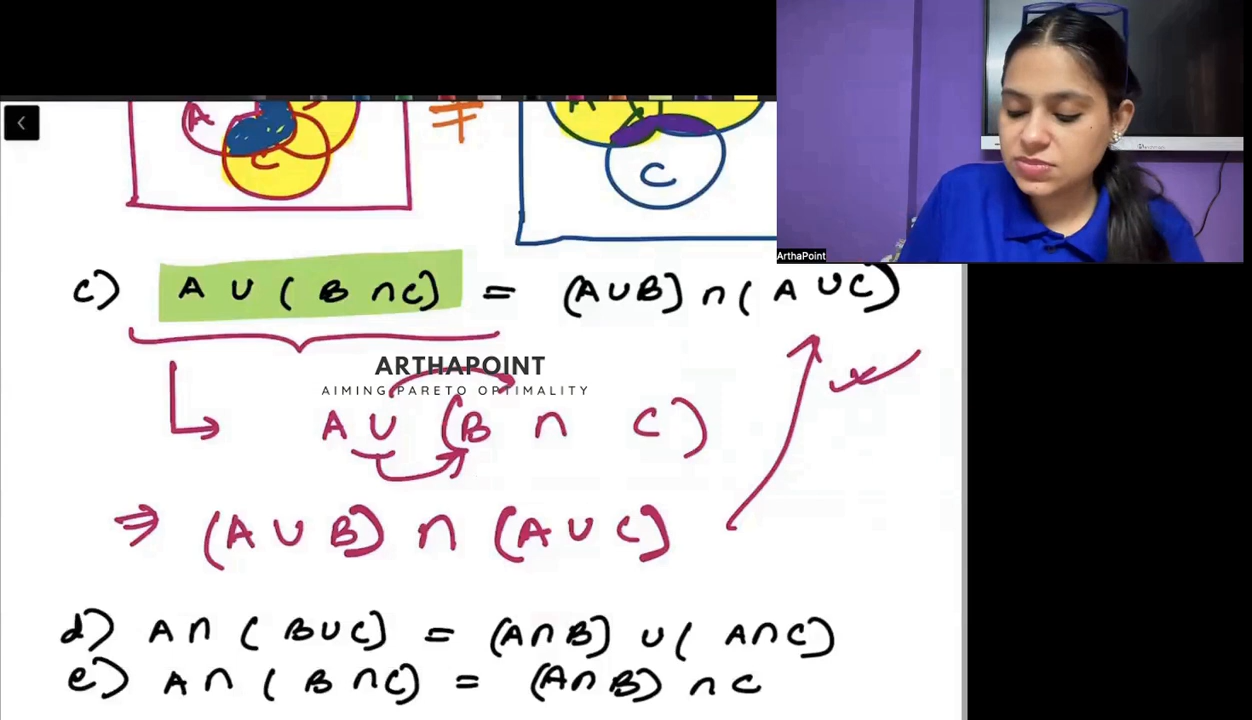 A
C
≠
A
C
ArthaPoint
c) A ∪ ( B ∩ C) = (A∪B) ∩ ( A ∪C)
ARTHAPOINT
AIMING PARETO OPTIMALITY
A ∪ (B ∩ C)
⇒ (A ∪ B) ∩ (A ∪ C)
d) A∩ ( B∪C) = (A∩B) ∪ ( A∩C)
e) A∩ ( B ∩C) = (A∩B) ∩ C